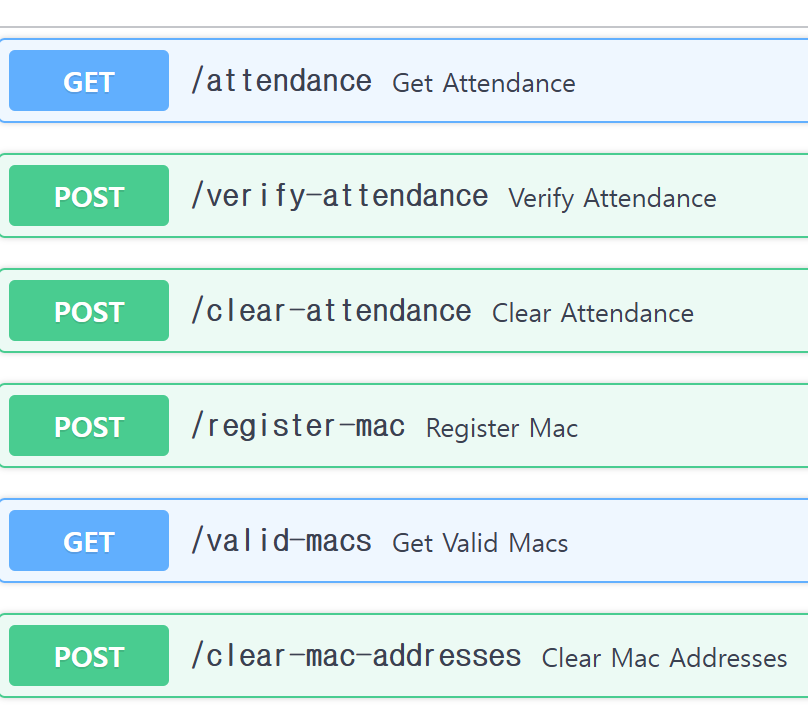 GET /attendance Get Attendance
POST /verify-attendance Verify Attendance
POST /clear-attendance Clear Attendance
POST /register-mac Register Mac
GET /valid-macs Get Valid Macs
POST /clear-mac-addresses Clear Mac Addresses